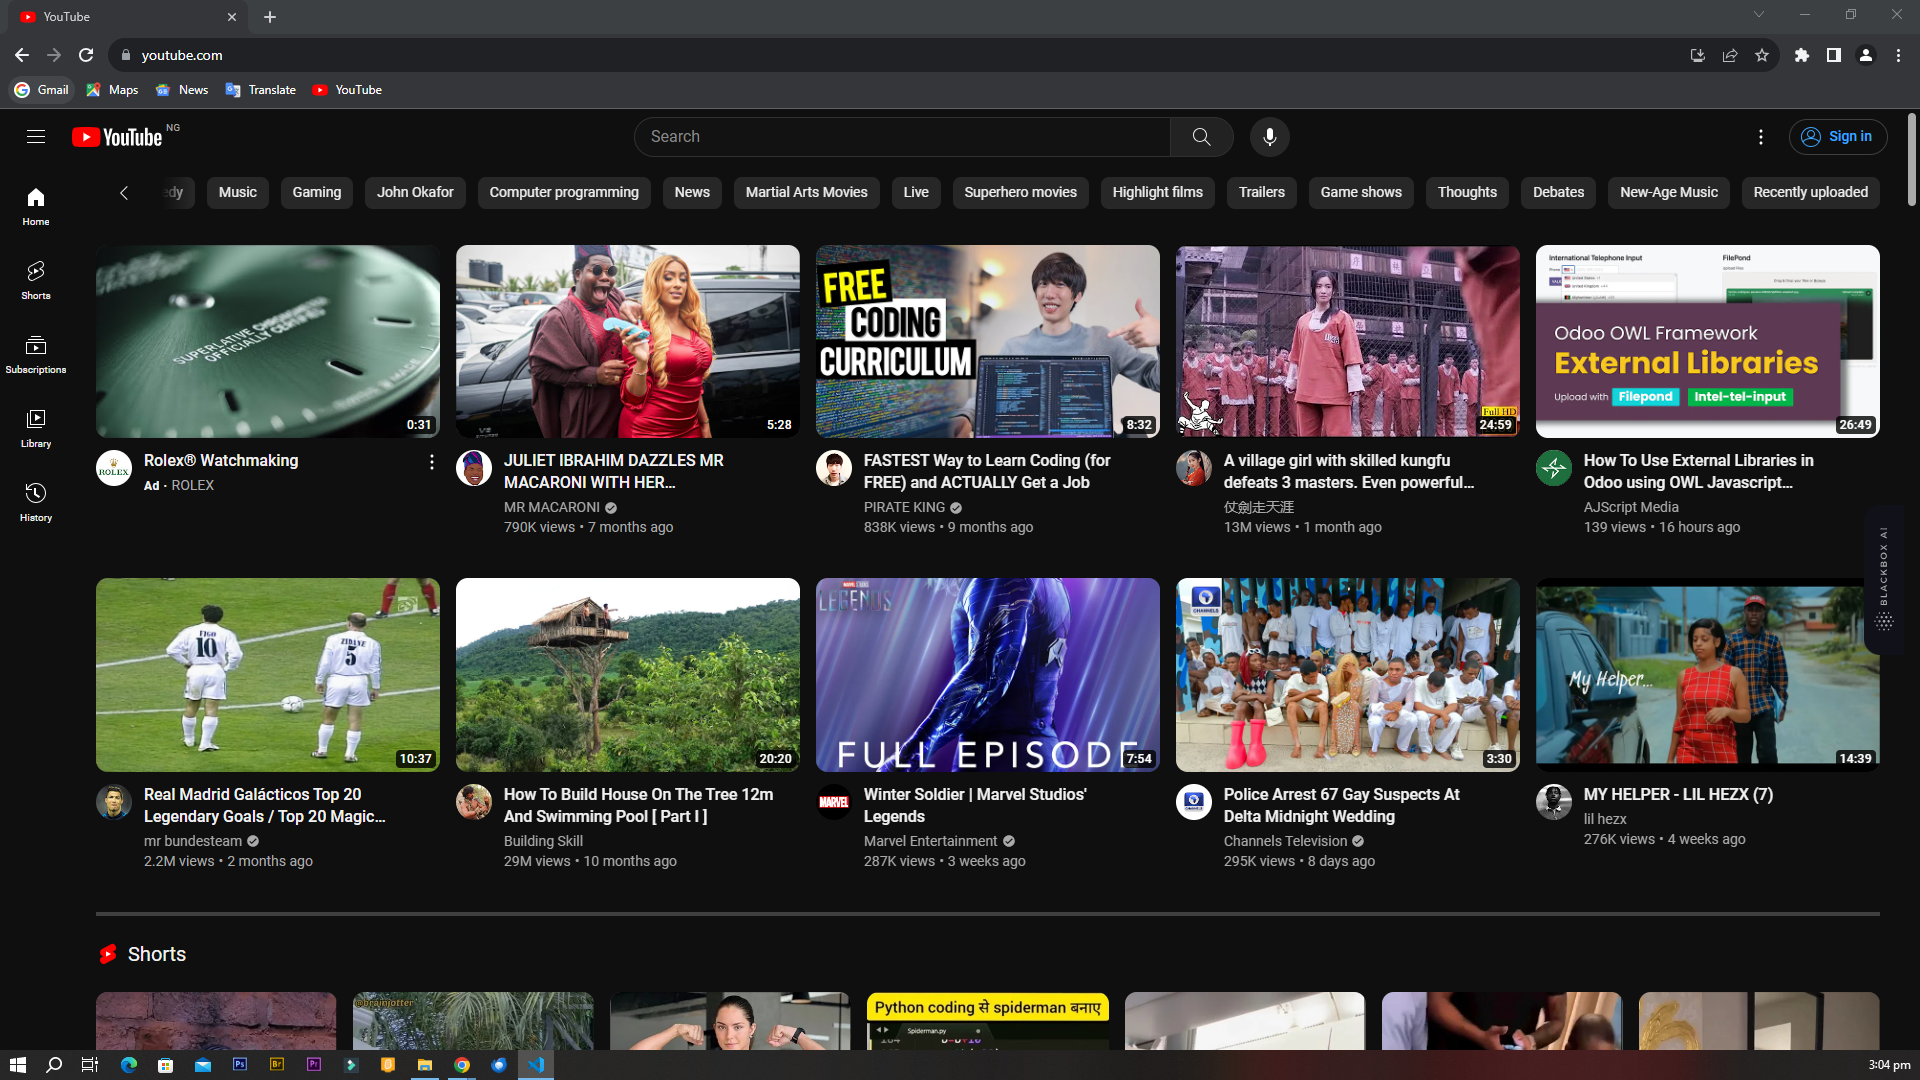 YouTube
youtube.com
Gmail
Maps
News
Translate
YouTube
YouTube NG
Search
Sign in
edy
Music
Gaming
John Okafor
Computer programming
News
Martial Arts Movies
Live
Superhero movies
Highlight films
Trailers
Game shows
Thoughts
Debates
New-Age Music
Recently uploaded
Home
Shorts
Subscriptions
Library
History
SUPERLATIVE CHRONOMETER
OFFICIALLY CERTIFIED
0:31
ROLEX
Rolex® Watchmaking
Ad · ROLEX
5:28
JULIET IBRAHIM DAZZLES MR
MACARONI WITH HER...
MR MACARONI
790K views • 7 months ago
FREE
CODING
CURRICULUM
8:32
FASTEST Way to Learn Coding (for
FREE) and ACTUALLY Get a Job
PIRATE KING
838K views • 9 months ago
Full HD
24:59
A village girl with skilled kungfu
defeats 3 masters. Even powerful...
仗劍走天涯
13M views • 1 month ago
International Telephone Input
FilePond
Odoo OWL Framework
External Libraries
Upload with Filepond Intel-tel-input
26:49
How To Use External Libraries in
Odoo using OWL Javascript...
AJScript Media
139 views • 16 hours ago
BLACKBOX AI
FIGO
10
ZIDANE
5
10:37
Real Madrid Galácticos Top 20
Legendary Goals / Top 20 Magic...
mr bundesteam
2.2M views • 2 months ago
20:20
How To Build House On The Tree 12m
And Swimming Pool [ Part I ]
Building Skill
29M views • 10 months ago
MARVEL STUDIOS
LEGENDS
FULL EPISODE
7:54
MARVEL
Winter Soldier | Marvel Studios'
Legends
Marvel Entertainment
287K views • 3 weeks ago
CHANNELS
3:30
Police Arrest 67 Gay Suspects At
Delta Midnight Wedding
Channels Television
295K views • 8 days ago
My Helper...
14:39
MY HELPER - LIL HEZX (7)
lil hezx
276K views • 4 weeks ago
Shorts
@brainjotter
Python coding से spiderman बनाए
Spiderman.py
Ps
Br
Pr
3:04 pm